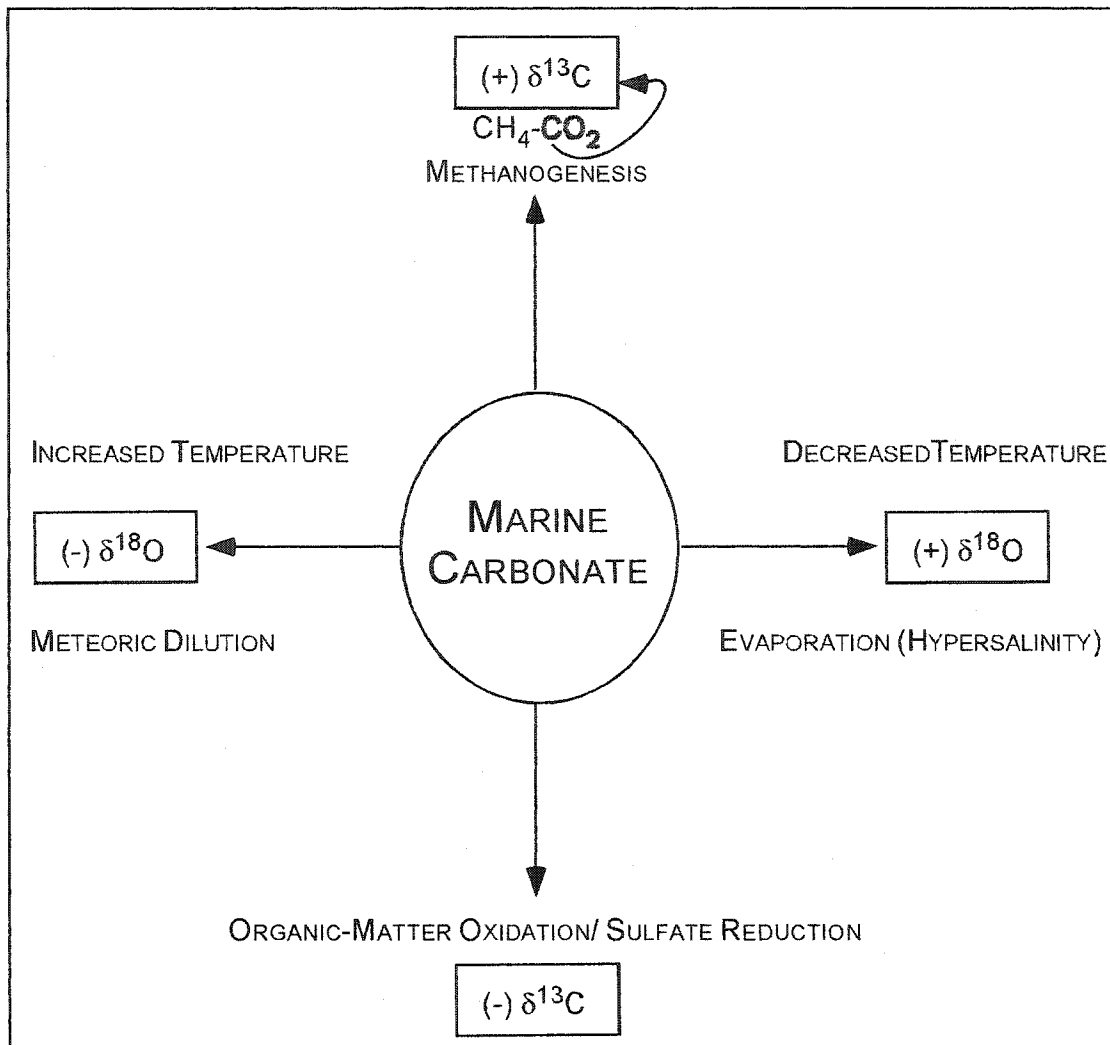 (+) δ¹³C
CH₄-CO₂
METHANOGENESIS
INCREASED TEMPERATURE
DECREASEDTEMPERATURE
MARINE
CARBONATE
(-) δ¹⁸O
(+) δ¹⁸O
METEORIC DILUTION
EVAPORATION (HYPERSALINITY)
ORGANIC-MATTER OXIDATION/ SULFATE REDUCTION
(-) δ¹³C